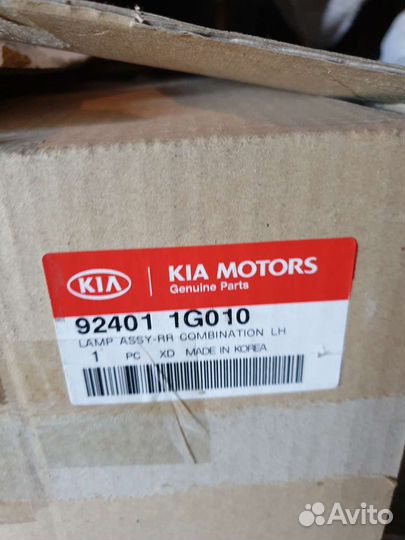 KIA
KIA MOTORS
Genuine Parts
92401 1G010
LAMP ASSY-RR COMBINATION LH
1 PC XD MADE IN KOREA
Avito